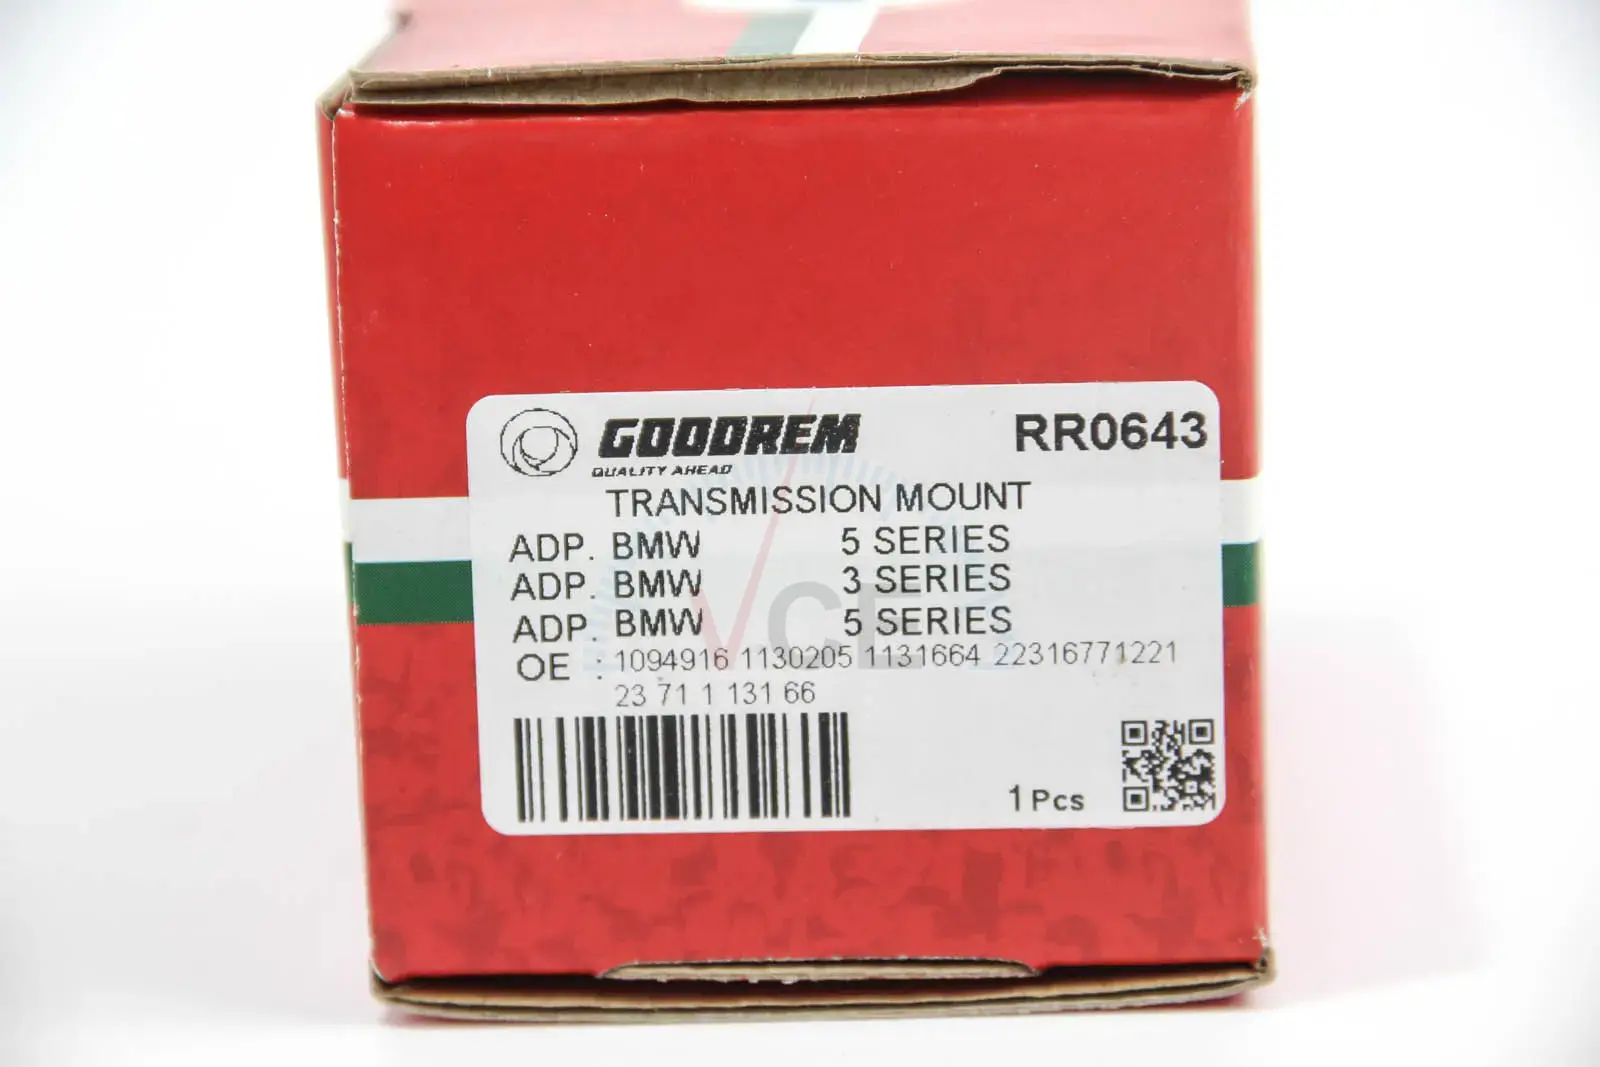 GOODREM RR0643
QUALITY AHEAD
TRANSMISSION MOUNT
ADP. BMW 5 SERIES
ADP. BMW 3 SERIES
ADP. BMW 5 SERIES
OE : 1094916 1130205 1131664 22316771221
23 71 1 131 66
1 Pcs